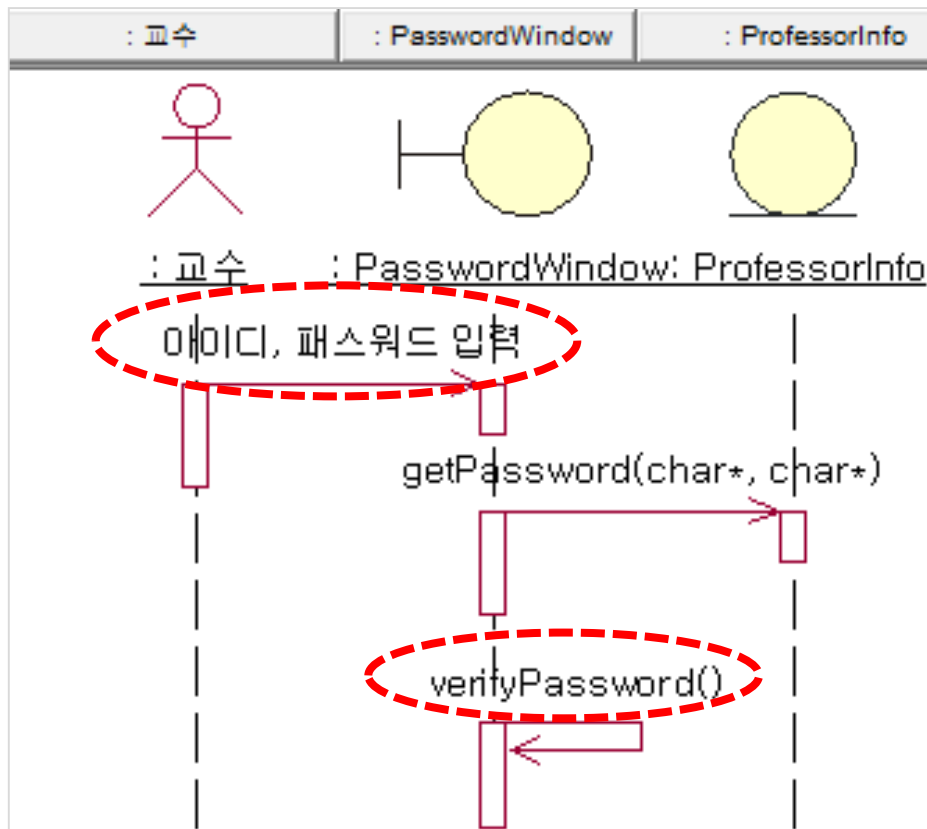 : 교수 : PasswordWindow : ProfessorInfo
: 교수 : PasswordWindow : ProfessorInfo
아이디, 패스워드 입력
getPassword(char*, char*)
verifyPassword()